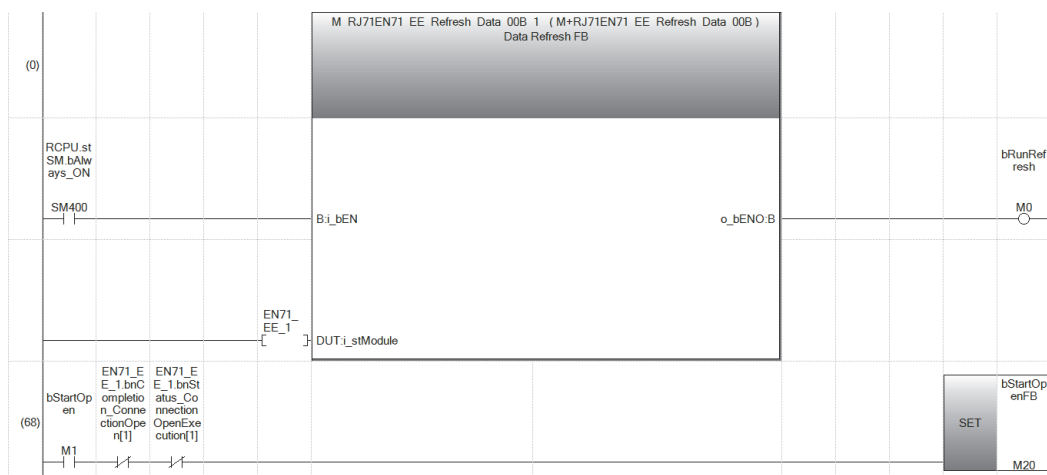 M RJ71EN71 EE Refresh Data 00B 1 (M+RJ71EN71 EE Refresh Data 00B)
Data Refresh FB
(0)
RCPU.st
SM.bAlw
ays_ON
SM400
B:i_bEN
o_bENO:B
bRunRef
resh
M0
EN71_
EE_1
DUT:i_stModule
(68)
bStartOp
en
M1
EN71_E
E_1.bnC
ompletio
n_Conne
ctionOpe
n[1]
EN71_E
E_1.bnSt
atus_Co
nnection
OpenExe
cution[1]
SET
bStartOp
enFB
M20